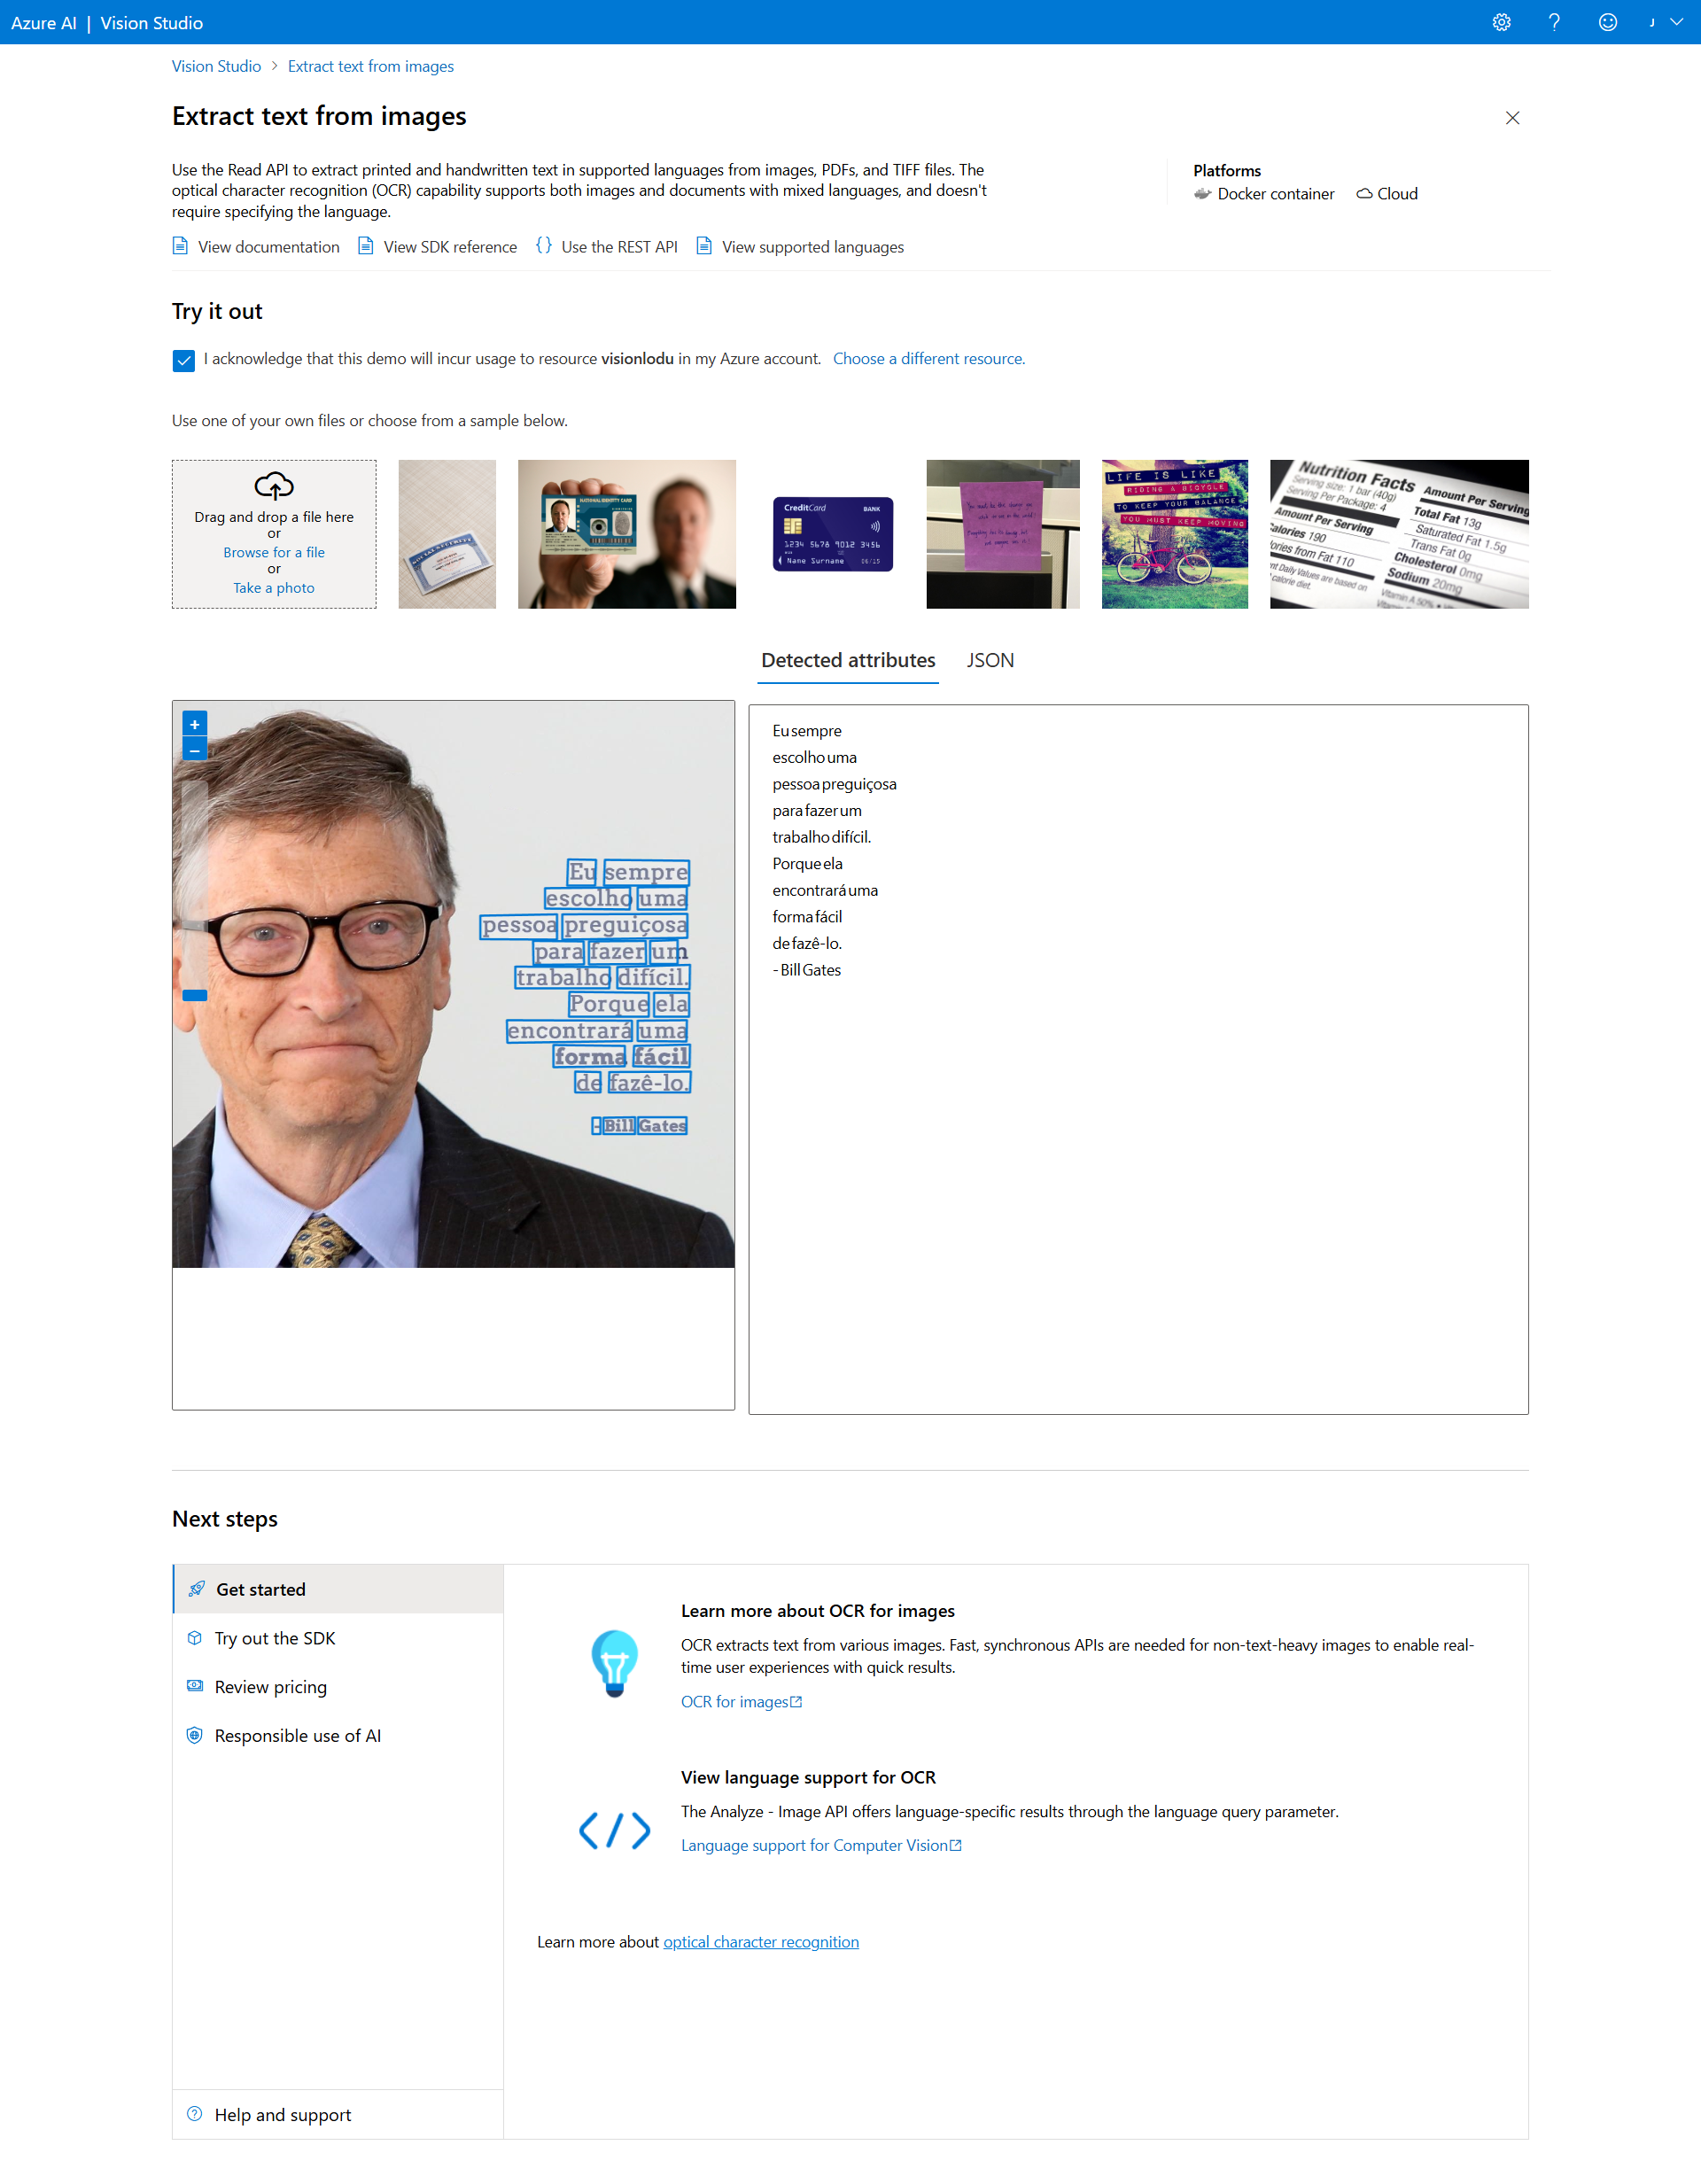 Azure AI | Vision Studio
J
Vision Studio > Extract text from images
Extract text from images
Use the Read API to extract printed and handwritten text in supported languages from images, PDFs, and TIFF files. The
optical character recognition (OCR) capability supports both images and documents with mixed languages, and doesn't
require specifying the language.
Platforms
Docker container Cloud
View documentation View SDK reference {} Use the REST API View supported languages
Try it out
I acknowledge that this demo will incur usage to resource visionlodu in my Azure account. Choose a different resource.
Use one of your own files or choose from a sample below.
Drag and drop a file here
or
Browse for a file
or
Take a photo
NATIONAL IDENTITY CARD
CreditCard BANK
1234 5678 9012 3456
Name Surname 06/15
LIFE IS LIKE
RIDING A BICYCLE
TO KEEP YOUR BALANCE
YOU MUST KEEP MOVING
Nutrition Facts
Serving size: 1 bar (40g)
Serving Per Package: 4
Amount Per Serving
Calories 190
ories from Fat 110
nt Daily Values are based on
calorie diet.
Amount Per Serving
Total Fat 13g
Saturated Fat 1.5g
Trans Fat 0g
Cholesterol 0mg
Sodium 20mg
Vitamin A 50%
Detected attributes JSON
+
−
Eu sempre
escolho uma
pessoa preguiçosa
para fazer um
trabalho difícil.
Porque ela
encontrará uma
forma fácil
de fazê-lo.
-Bill Gates
Eu sempre
escolho uma
pessoa preguiçosa
para fazer um
trabalho difícil.
Porque ela
encontrará uma
forma fácil
de fazê-lo.
- Bill Gates
Next steps
Get started
Try out the SDK
Review pricing
Responsible use of AI
Help and support
Learn more about OCR for images
OCR extracts text from various images. Fast, synchronous APIs are needed for non-text-heavy images to enable real-
time user experiences with quick results.
OCR for images
View language support for OCR
The Analyze - Image API offers language-specific results through the language query parameter.
Language support for Computer Vision
Learn more about optical character recognition